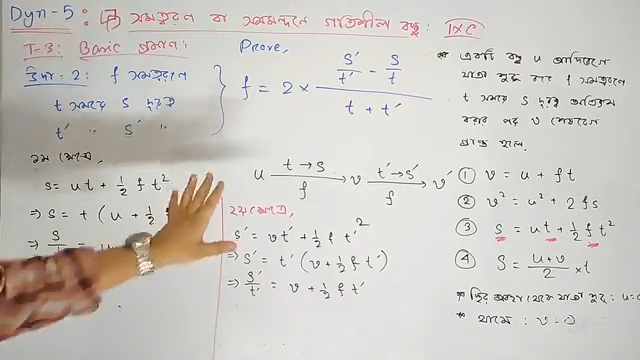 Dyn-5: সমত্বরণ বা সমমন্দনে গতিশীল বস্তু: IXC
T-3: Basic প্রমাণ:
উদা-2: f সমত্বরণে
t সময়ে s দূরত্ব
t' " s' "
১ম ক্ষেত্রে,
s = ut + 1/2 f t²
⇒ s = t (u + 1/2 f
⇒ s/t = u
Prove,
f = 2 × (s'/t' - s/t) / (t + t')
u t→s / f → v t'→s' / f → v'
২য় ক্ষেত্রে,
s' = vt' + 1/2 f t'²
⇒ s' = t' (v + 1/2 f t')
⇒ s'/t' = v + 1/2 f t'
* একটি বস্তু u আদিবেগে
যাত্রা শুরু করে f সমত্বরণে
t সময়ে s দূরত্ব অতিক্রম
করার পর v শেষবেগ
প্রাপ্ত হলে,
① v = u + ft
② v² = u² + 2fs
③ s = ut + 1/2 ft²
④ s = (u+v)/2 × t
* স্থির অবস্থা থেকে যাত্রা শুরু: u=
* থামে: v=0